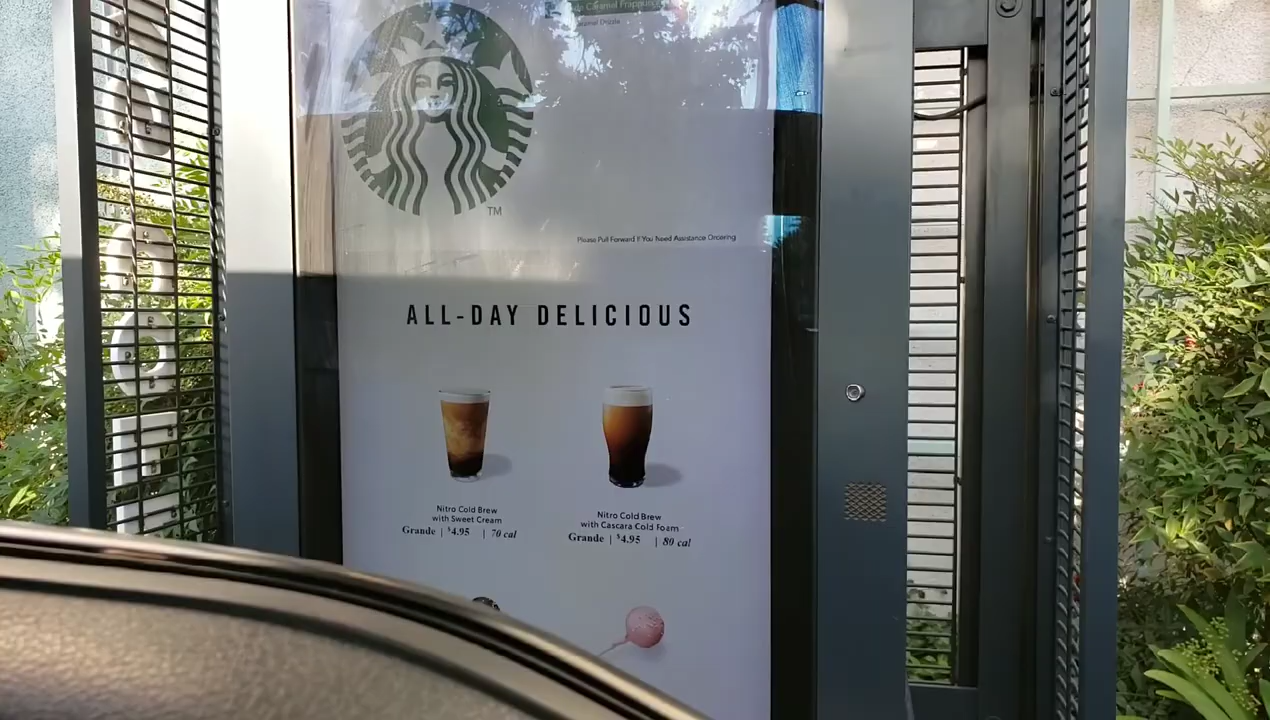 Caramel Frappuccino
Caramel Drizzle
TM
Please Pull Forward If You Need Assistance Ordering
ALL-DAY DELICIOUS
Nitro Cold Brew
with Sweet Cream
Grande | $4.95 | 70 cal
Nitro Cold Brew
with Cascara Cold Foam
Grande | $4.95 | 80 cal